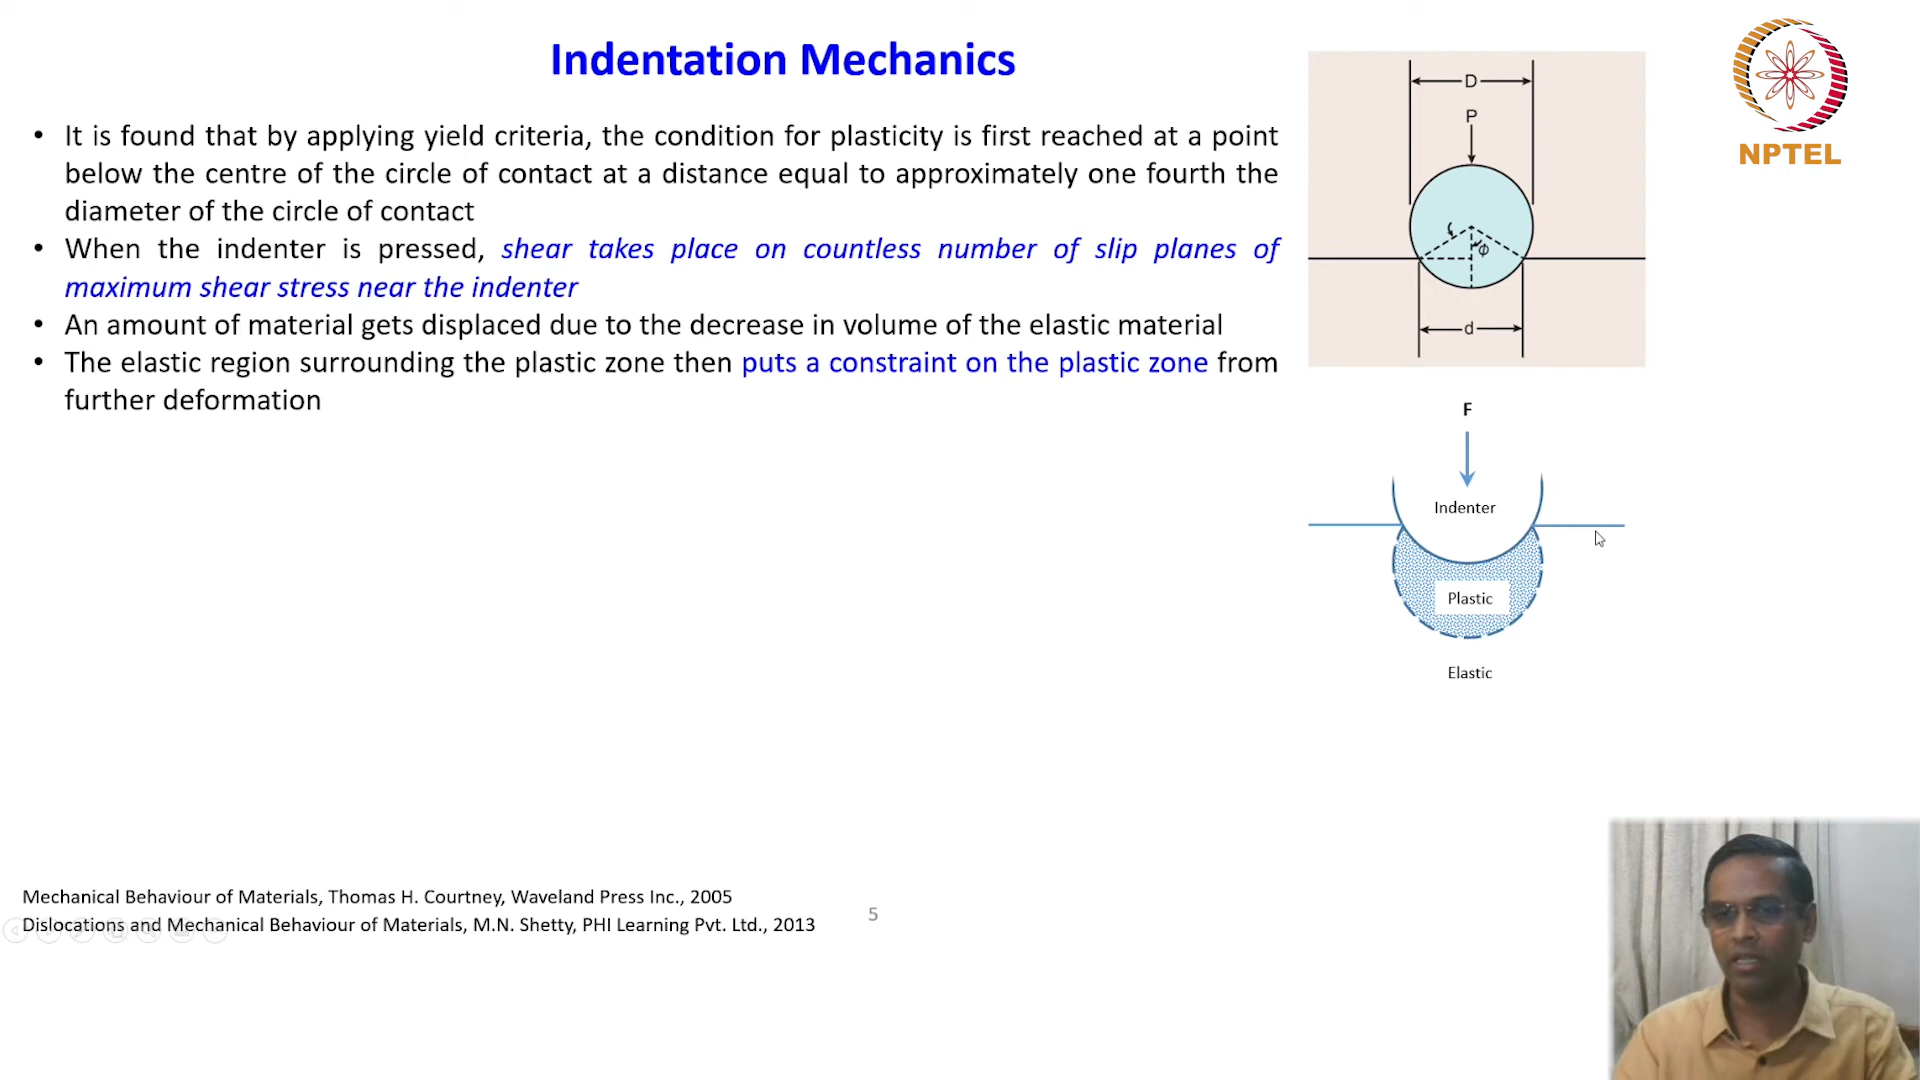 Indentation Mechanics
• It is found that by applying yield criteria, the condition for plasticity is first reached at a point
below the centre of the circle of contact at a distance equal to approximately one fourth the
diameter of the circle of contact
• When the indenter is pressed, shear takes place on countless number of slip planes of
maximum shear stress near the indenter
• An amount of material gets displaced due to the decrease in volume of the elastic material
• The elastic region surrounding the plastic zone then puts a constraint on the plastic zone from
further deformation
D
P
ϕ
d
NPTEL
F
Indenter
Plastic
Elastic
Mechanical Behaviour of Materials, Thomas H. Courtney, Waveland Press Inc., 2005
Dislocations and Mechanical Behaviour of Materials, M.N. Shetty, PHI Learning Pvt. Ltd., 2013
5